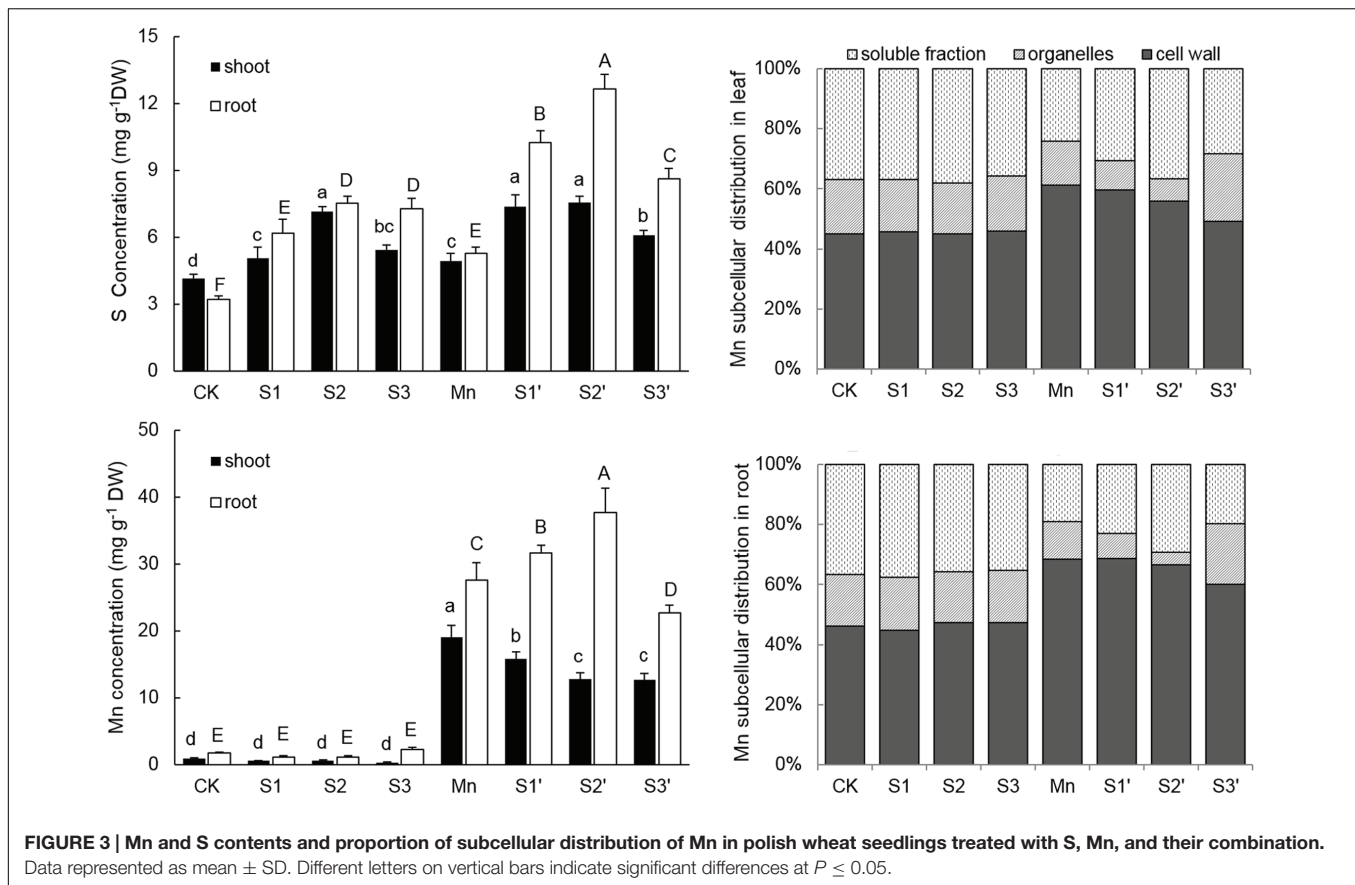 15
12
9
6
3
0
S Concentration (mg g⁻¹DW)
shoot
root
d F c E a D bc D c E a B a A b C
CK S1 S2 S3 Mn S1' S2' S3'
soluble fraction organelles cell wall
100%
80%
60%
40%
20%
0%
Mn subcellular distribution in leaf
CK S1 S2 S3 Mn S1' S2' S3'
50
40
30
20
10
0
Mn concentration (mg g⁻¹ DW)
shoot
root
d E d E d E d E a C b B c A c D
CK S1 S2 S3 Mn S1' S2' S3'
100%
80%
60%
40%
20%
0%
Mn subcellular distribution in root
CK S1 S2 S3 Mn S1' S2' S3'
FIGURE 3 | Mn and S contents and proportion of subcellular distribution of Mn in polish wheat seedlings treated with S, Mn, and their combination.
Data represented as mean ± SD. Different letters on vertical bars indicate significant differences at P ≤ 0.05.